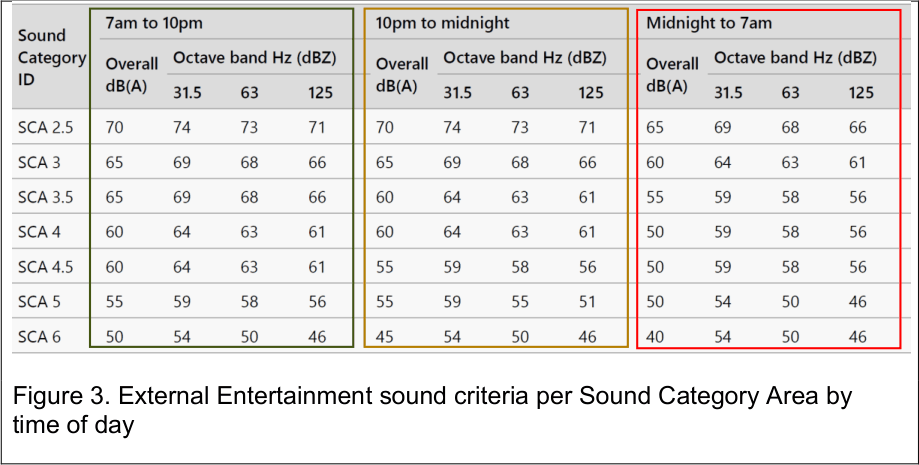 7am to 10pm 10pm to midnight Midnight to 7am
Sound Category ID Overall dB(A) Octave band Hz (dBZ) Overall dB(A) Octave band Hz (dBZ) Overall dB(A) Octave band Hz (dBZ)
31.5 63 125 31.5 63 125 31.5 63 125
SCA 2.5 70 74 73 71 70 74 73 71 65 69 68 66
SCA 3 65 69 68 66 65 69 68 66 60 64 63 61
SCA 3.5 65 69 68 66 60 64 63 61 55 59 58 56
SCA 4 60 64 63 61 60 64 63 61 50 59 58 56
SCA 4.5 60 64 63 61 55 59 58 56 50 59 58 56
SCA 5 55 59 58 56 55 59 55 51 50 54 50 46
SCA 6 50 54 50 46 45 54 50 46 40 54 50 46
Figure 3. External Entertainment sound criteria per Sound Category Area by
time of day